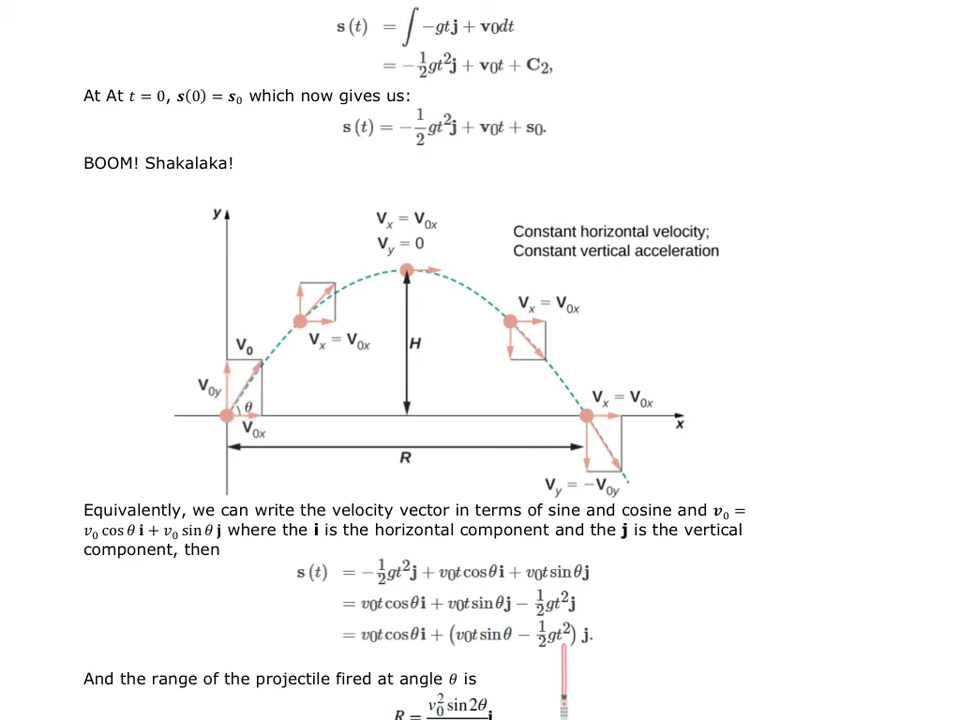 s (t) = ∫ −gtj + v₀dt
= −½gt²j + v₀t + C₂,
At At t = 0, s(0) = s₀ which now gives us:
s (t) = −½gt²j + v₀t + s₀.
BOOM! Shakalaka!
y
Vₓ = V₀ₓ
Vᵧ = 0
Constant horizontal velocity;
Constant vertical acceleration
Vₓ = V₀ₓ
V₀
Vₓ = V₀ₓ
H
V₀ᵧ
θ
Vₓ = V₀ₓ
V₀ₓ
x
R
Vᵧ = −V₀ᵧ
Equivalently, we can write the velocity vector in terms of sine and cosine and v₀ =
v₀ cos θ i + v₀ sin θ j where the i is the horizontal component and the j is the vertical
component, then
s (t) = −½gt²j + v₀t cos θi + v₀t sin θj
= v₀t cos θi + v₀t sin θj − ½gt²j
= v₀t cos θi + (v₀t sin θ − ½gt²) j.
And the range of the projectile fired at angle θ is
v₀² sin 2θ
R = i